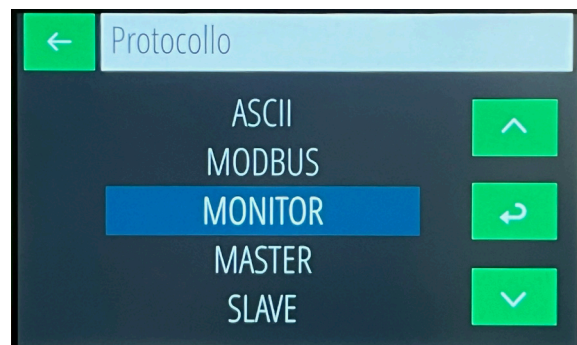 Protocollo
ASCII
MODBUS
MONITOR
MASTER
SLAVE